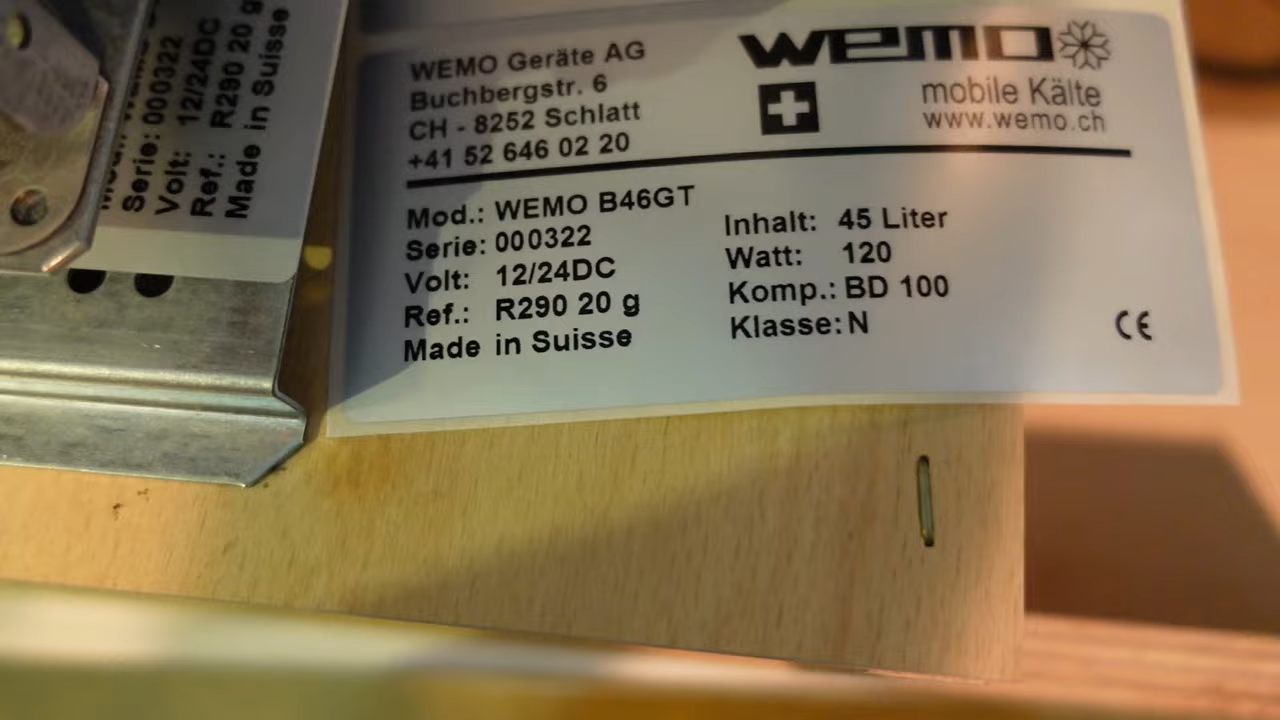 WEMO Geräte AG
Buchbergstr. 6
CH - 8252 Schlatt
+41 52 646 02 20
wemo
mobile Kälte
www.wemo.ch
Mod.: WEMO B46GT
Serie: 000322
Volt: 12/24DC
Ref.: R290 20 g
Made in Suisse
Inhalt: 45 Liter
Watt: 120
Komp.: BD 100
Klasse: N
CE
Serie: 000322
Volt: 12/24DC
Ref.: R290 20 g
Made in Suisse